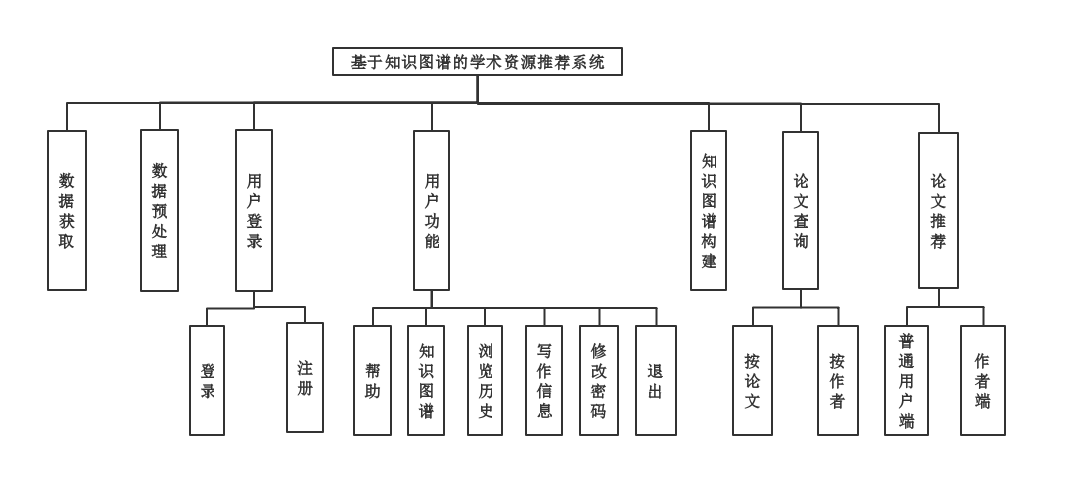 基于知识图谱的学术资源推荐系统
数据获取
数据预处理
用户登录
用户功能
知识图谱构建
论文查询
论文推荐
登录
注册
帮助
知识图谱
浏览历史
写作信息
修改密码
退出
按论文
按作者
普通用户端
作者端